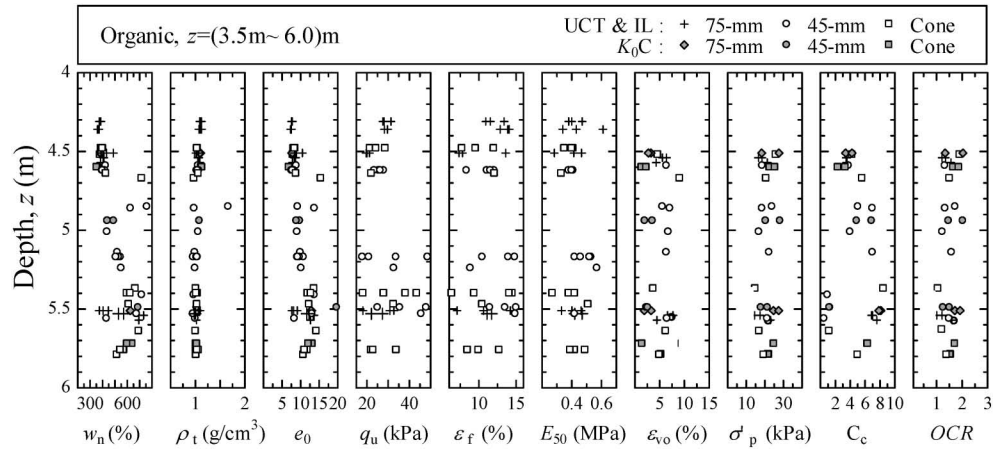 Organic, z=(3.5m~ 6.0)m
UCT & IL : + 75-mm ○ 45-mm □ Cone
K₀C : ◆ 75-mm ● 45-mm ■ Cone
Depth, z (m)
4
4.5
5
5.5
6
300 600 1 2 5 10 15 20 20 40 10 15 0.4 0.6 0 5 10 15 10 20 30 2 4 6 8 10 1 2 3
wₙ (%) ρₜ (g/cm³) e₀ qᵤ (kPa) ε f (%) E₅₀ (MPa) εᵥₒ (%) σ'ₚ (kPa) C꜀ OCR